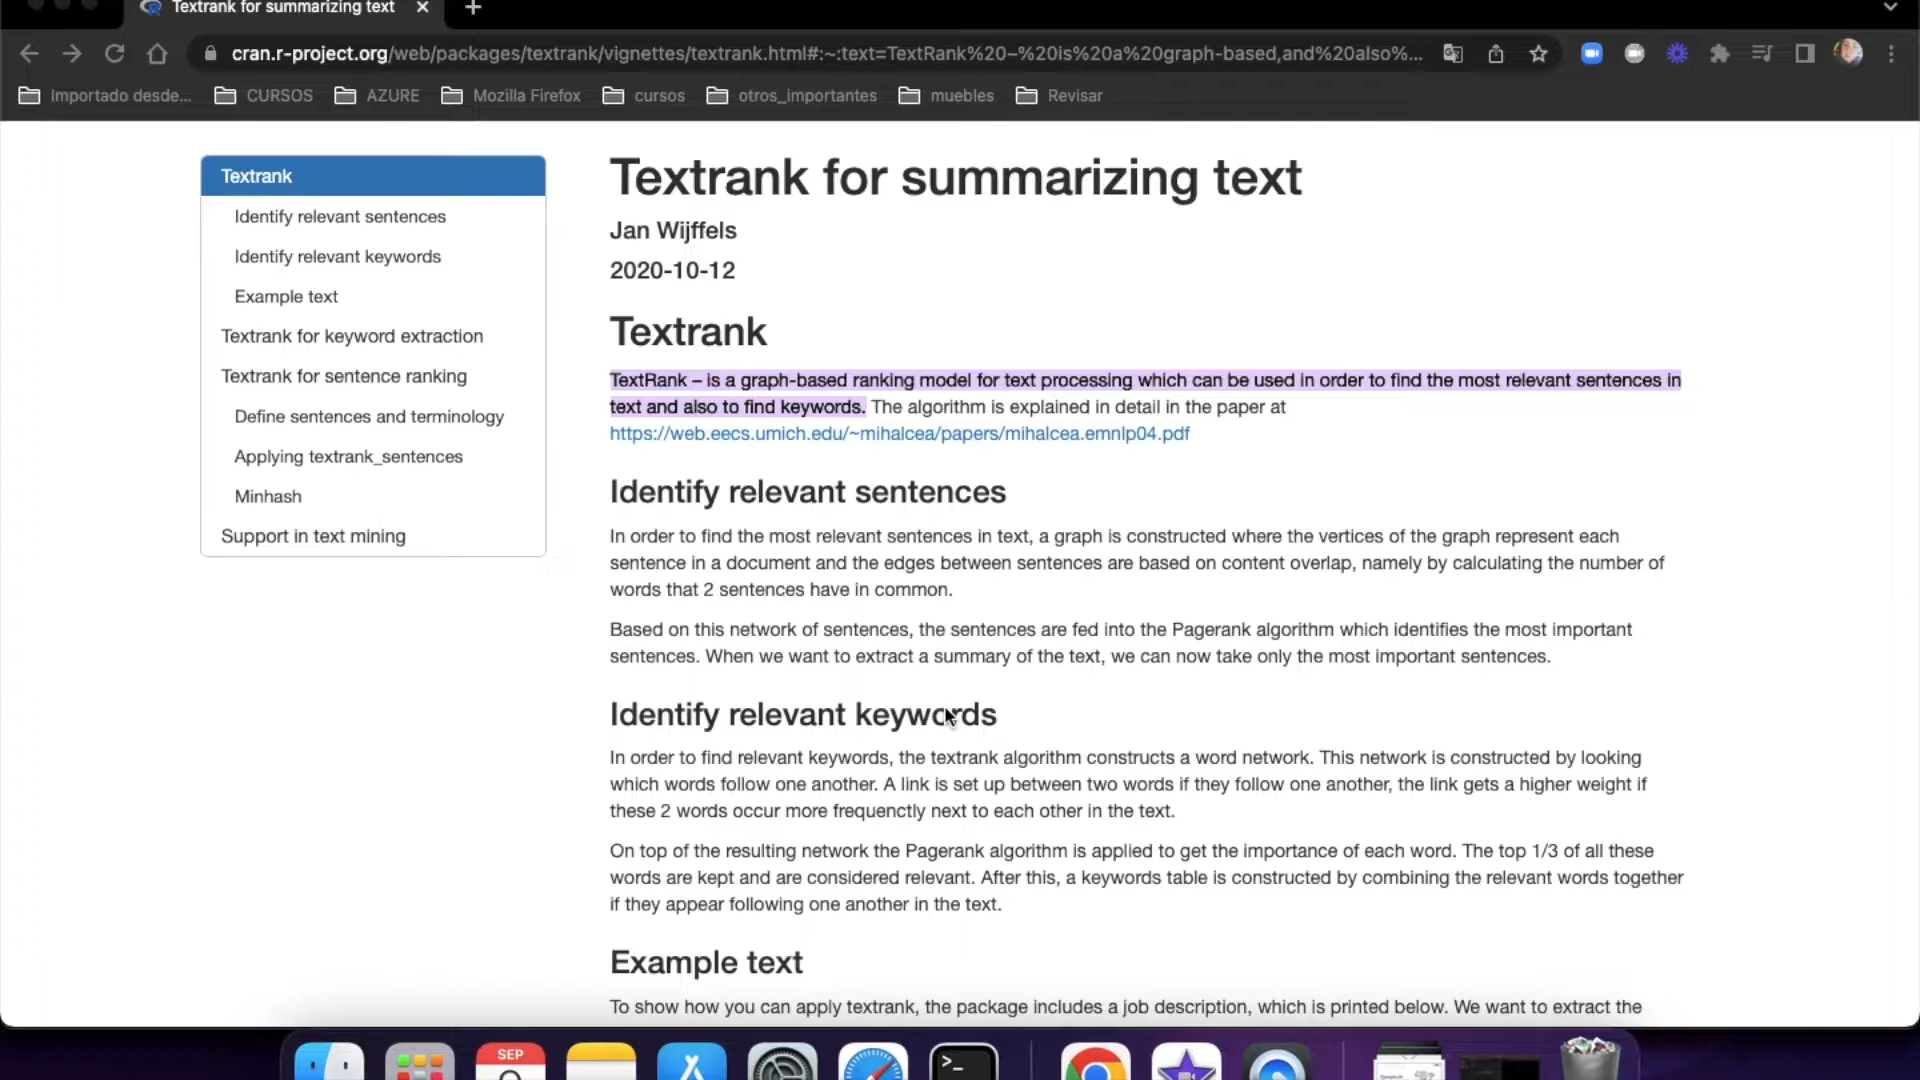 Textrank for summarizing text
cran.r-project.org/web/packages/textrank/vignettes/textrank.html#:~:text=TextRank%20–%20is%20a%20graph-based,and%20also%...
Importado desde... CURSOS AZURE Mozilla Firefox cursos otros_importantes muebles Revisar
Textrank
Identify relevant sentences
Identify relevant keywords
Example text
Textrank for keyword extraction
Textrank for sentence ranking
Define sentences and terminology
Applying textrank_sentences
Minhash
Support in text mining
Textrank for summarizing text
Jan Wijffels
2020-10-12
Textrank
TextRank – is a graph-based ranking model for text processing which can be used in order to find the most relevant sentences in
text and also to find keywords. The algorithm is explained in detail in the paper at
https://web.eecs.umich.edu/~mihalcea/papers/mihalcea.emnlp04.pdf
Identify relevant sentences
In order to find the most relevant sentences in text, a graph is constructed where the vertices of the graph represent each
sentence in a document and the edges between sentences are based on content overlap, namely by calculating the number of
words that 2 sentences have in common.
Based on this network of sentences, the sentences are fed into the Pagerank algorithm which identifies the most important
sentences. When we want to extract a summary of the text, we can now take only the most important sentences.
Identify relevant keywords
In order to find relevant keywords, the textrank algorithm constructs a word network. This network is constructed by looking
which words follow one another. A link is set up between two words if they follow one another, the link gets a higher weight if
these 2 words occur more frequenctly next to each other in the text.
On top of the resulting network the Pagerank algorithm is applied to get the importance of each word. The top 1/3 of all these
words are kept and are considered relevant. After this, a keywords table is constructed by combining the relevant words together
if they appear following one another in the text.
Example text
To show how you can apply textrank, the package includes a job description, which is printed below. We want to extract the
SEP